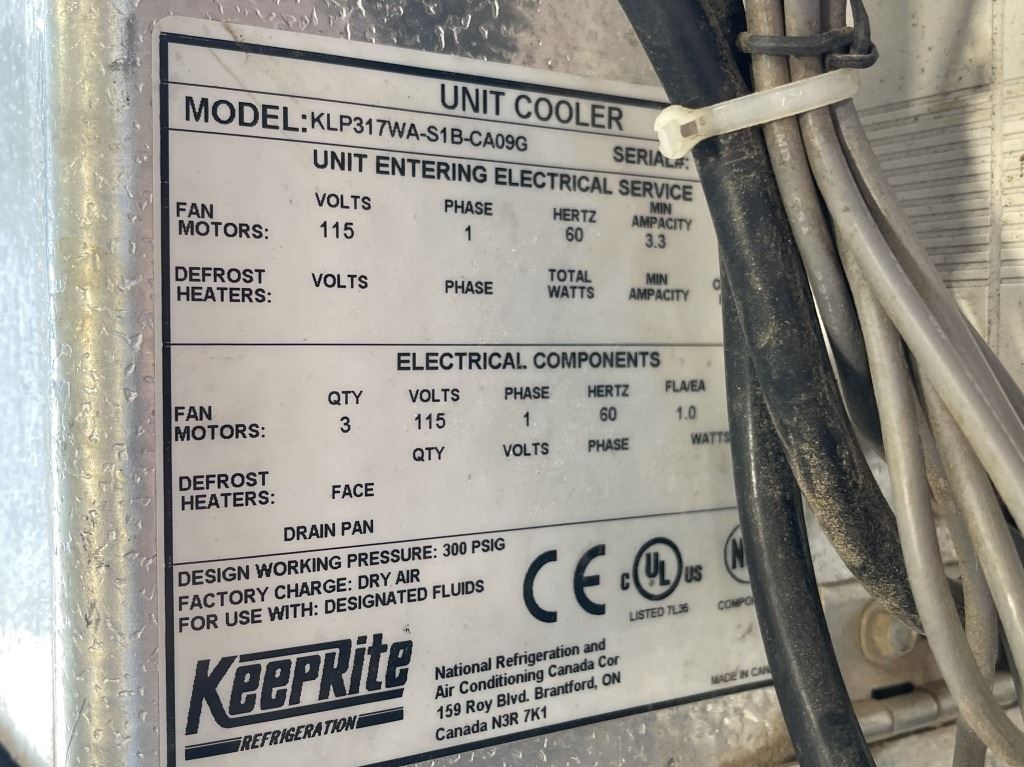 UNIT COOLER
MODEL: KLP317WA-S1B-CA09G
SERIAL#:
UNIT ENTERING ELECTRICAL SERVICE
VOLTS PHASE HERTZ MIN AMPACITY
FAN MOTORS: 115 1 60 3.3
DEFROST HEATERS: VOLTS PHASE TOTAL WATTS MIN AMPACITY
ELECTRICAL COMPONENTS
QTY VOLTS PHASE HERTZ FLA/EA
FAN MOTORS: 3 115 1 60 1.0
QTY VOLTS PHASE WATTS
DEFROST HEATERS: FACE
DRAIN PAN
DESIGN WORKING PRESSURE: 300 PSIG
FACTORY CHARGE: DRY AIR
FOR USE WITH: DESIGNATED FLUIDS
CE C UL US
LISTED 7L35
KeepRite
REFRIGERATION
National Refrigeration and
Air Conditioning Canada Cor
159 Roy Blvd. Brantford, ON
Canada N3R 7K1
MADE IN CAN